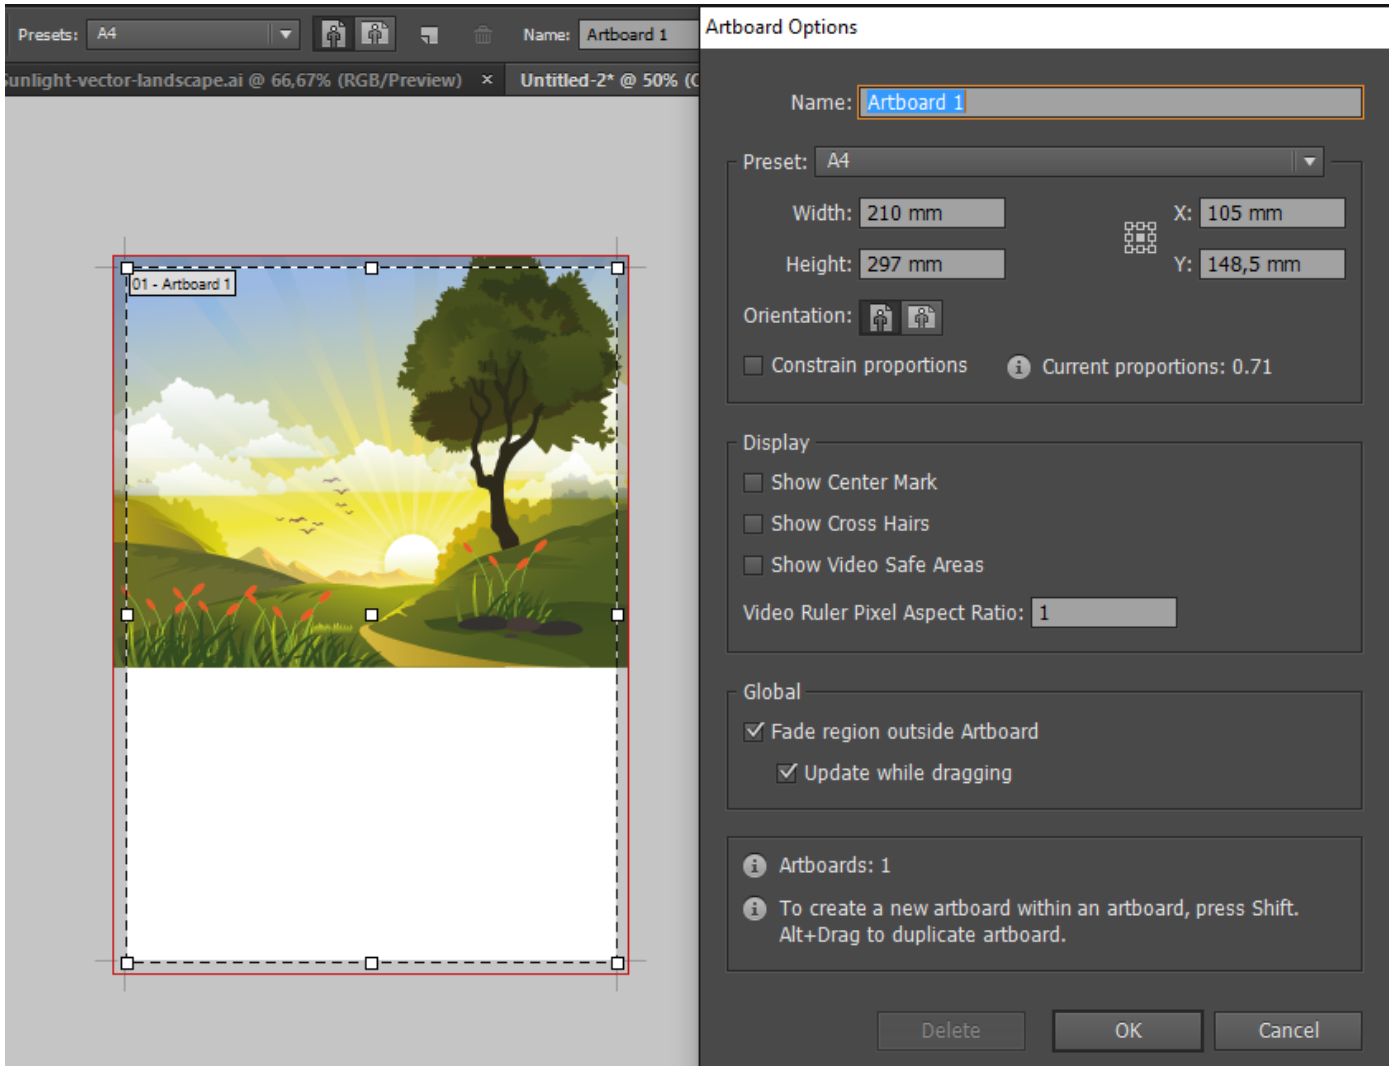 Presets: A4 Name: Artboard 1
Sunlight-vector-landscape.ai @ 66,67% (RGB/Preview) × Untitled-2* @ 50% (C
01 - Artboard 1
Artboard Options
Name: Artboard 1
Preset: A4
Width: 210 mm X: 105 mm
Height: 297 mm Y: 148,5 mm
Orientation:
Constrain proportions Current proportions: 0.71
Display
Show Center Mark
Show Cross Hairs
Show Video Safe Areas
Video Ruler Pixel Aspect Ratio: 1
Global
Fade region outside Artboard
Update while dragging
Artboards: 1
To create a new artboard within an artboard, press Shift.
Alt+Drag to duplicate artboard.
Delete OK Cancel